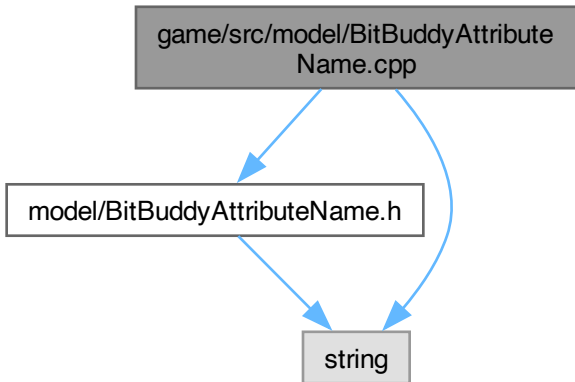 game/src/model/BitBuddyAttribute
Name.cpp
model/BitBuddyAttributeName.h
string